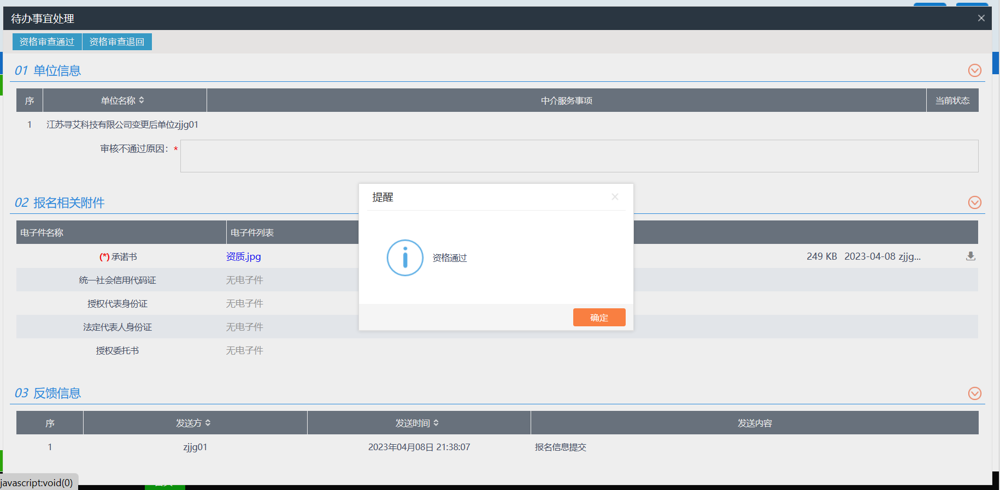 待办事宜处理
资格审查通过 资格审查退回
01 单位信息
序 单位名称 中介服务事项 当前状态
1 江苏寻艾科技有限公司变更后单位zjjg01
审核不通过原因：*
02 报名相关附件
电子件名称 电子件列表
(*) 承诺书 资质.jpg 249 KB 2023-04-08 zjjg...
统一社会信用代码证 无电子件
授权代表身份证 无电子件
法定代表人身份证 无电子件
授权委托书 无电子件
提醒
资格通过
确定
03 反馈信息
序 发送方 发送时间 发送内容
1 zjjg01 2023年04月08日 21:38:07 报名信息提交
javascript:void(0)